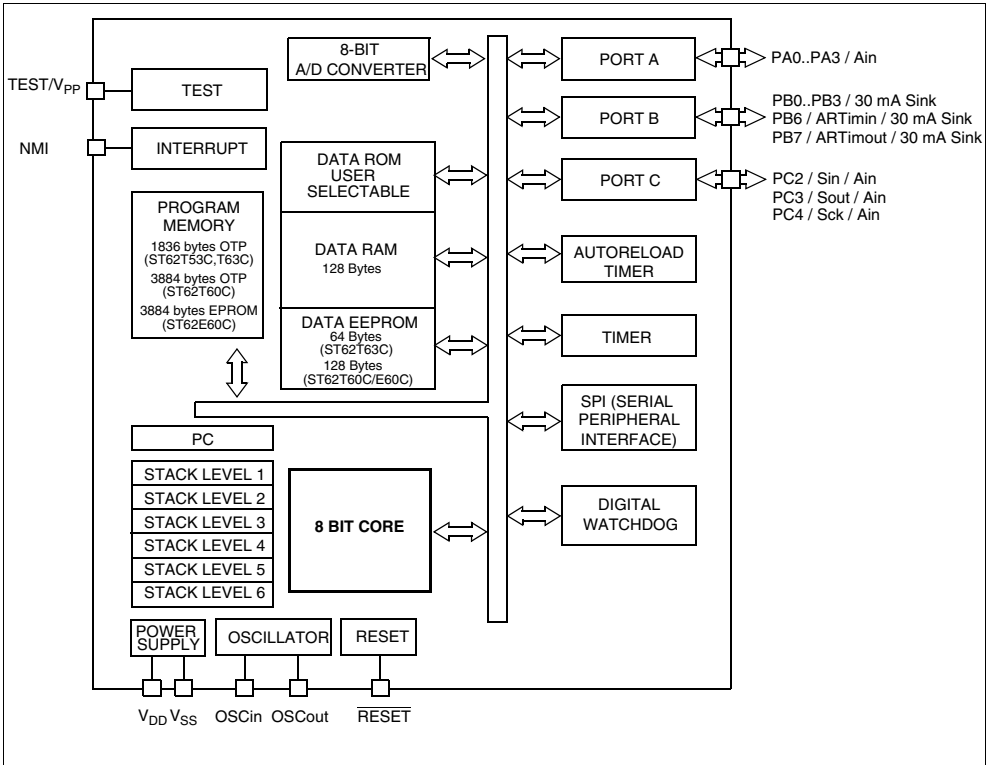 8-BIT
A/D CONVERTER
PORT A
PA0..PA3 / Ain
TEST/VPP
TEST
PORT B
PB0..PB3 / 30 mA Sink
PB6 / ARTimin / 30 mA Sink
PB7 / ARTimout / 30 mA Sink
NMI
INTERRUPT
DATA ROM
USER
SELECTABLE
PORT C
PC2 / Sin / Ain
PC3 / Sout / Ain
PC4 / Sck / Ain
PROGRAM
MEMORY
1836 bytes OTP
(ST62T53C,T63C)
3884 bytes OTP
(ST62T60C)
3884 bytes EPROM
(ST62E60C)
DATA RAM
128 Bytes
AUTORELOAD
TIMER
DATA EEPROM
64 Bytes
(ST62T63C)
128 Bytes
(ST62T60C/E60C)
TIMER
SPI (SERIAL
PERIPHERAL
INTERFACE)
PC
STACK LEVEL 1
STACK LEVEL 2
STACK LEVEL 3
STACK LEVEL 4
STACK LEVEL 5
STACK LEVEL 6
8 BIT CORE
DIGITAL
WATCHDOG
POWER
SUPPLY
OSCILLATOR
RESET
VDD VSS
OSCin OSCout
RESET